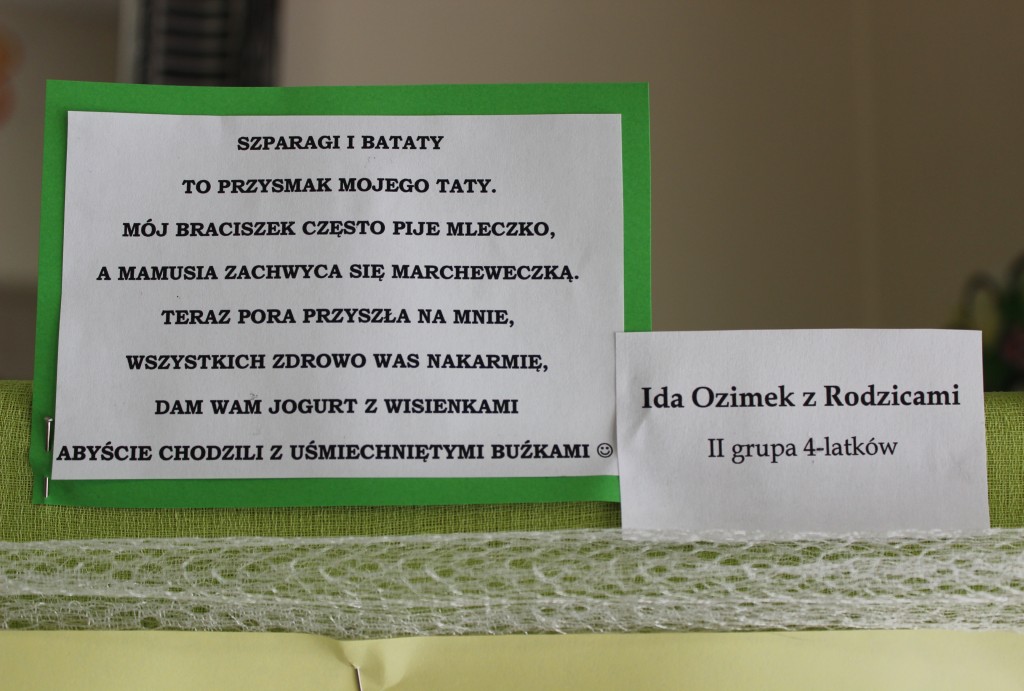 SZPARAGI I BATATY
TO PRZYSMAK MOJEGO TATY.
MÓJ BRACISZEK CZĘSTO PIJE MLECZKO,
A MAMUSIA ZACHWYCA SIĘ MARCHEWECZKĄ.
TERAZ PORA PRZYSZŁA NA MNIE,
WSZYSTKICH ZDROWO WAS NAKARMIĘ,
DAM WAM JOGURT Z WISIENKAMI
ABYŚCIE CHODZILI Z UŚMIECHNIĘTYMI BUŹKAMI ☺
Ida Ozimek z Rodzicami
II grupa 4-latków